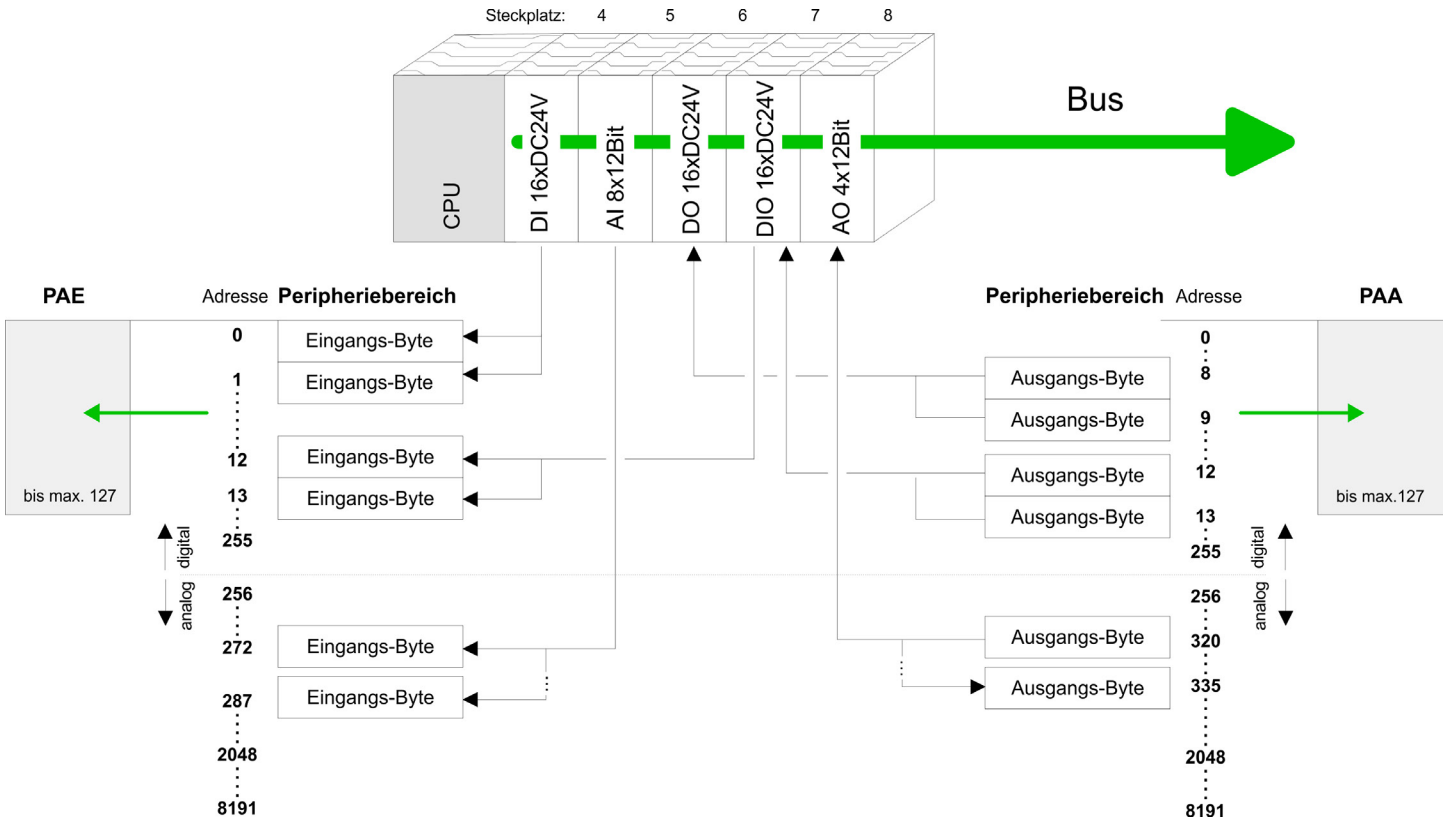 Steckplatz: 4 5 6 7 8
CPU
DI 16xDC24V
AI 8x12Bit
DO 16xDC24V
DIO 16xDC24V
AO 4x12Bit
Bus
PAE
Adresse Peripheriebereich
0 Eingangs-Byte
1 Eingangs-Byte
12 Eingangs-Byte
13 Eingangs-Byte
255
bis max. 127
digital
analog
256
272 Eingangs-Byte
287 Eingangs-Byte
2048
8191
Peripheriebereich Adresse
PAA
0
Ausgangs-Byte 8
Ausgangs-Byte 9
Ausgangs-Byte 12
Ausgangs-Byte 13
255
bis max.127
digital
analog
256
Ausgangs-Byte 320
Ausgangs-Byte 335
2048
8191